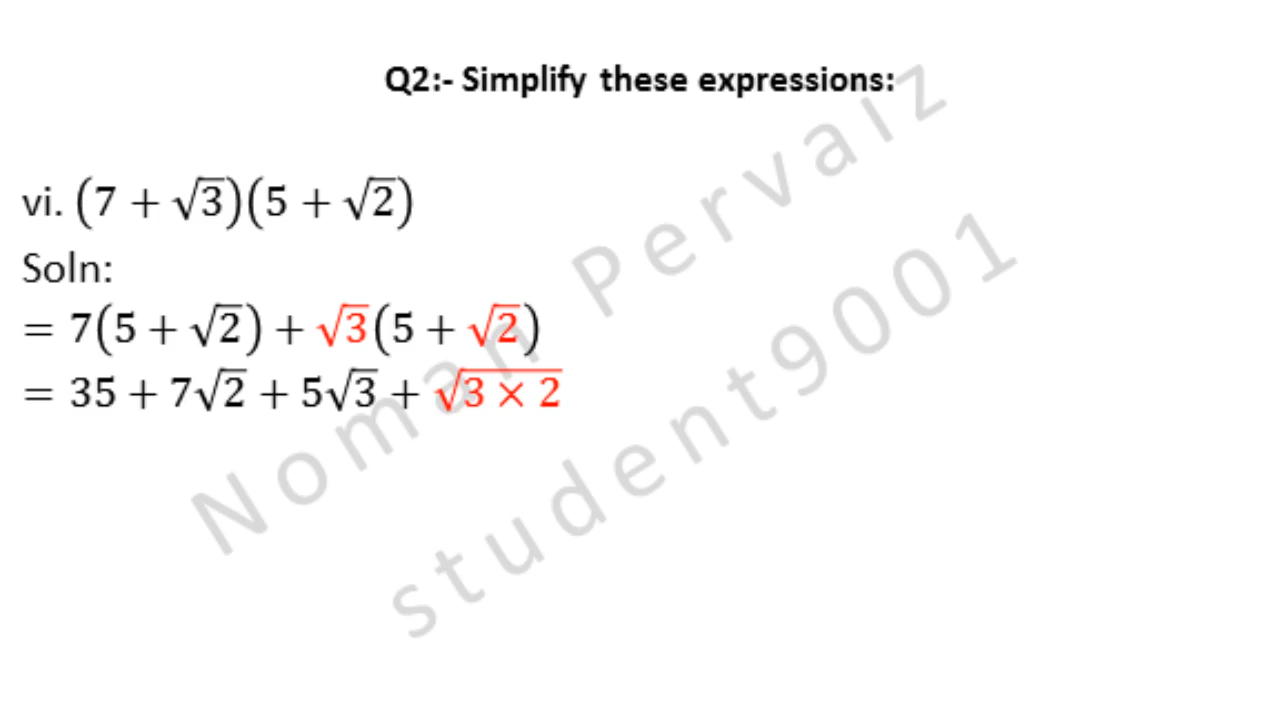 Q2:- Simplify these expressions:
vi. (7 + √3)(5 + √2)
Soln:
= 7(5 + √2) + √3(5 + √2)
= 35 + 7√2 + 5√3 + √3 × 2
Noman Pervaiz
student9001